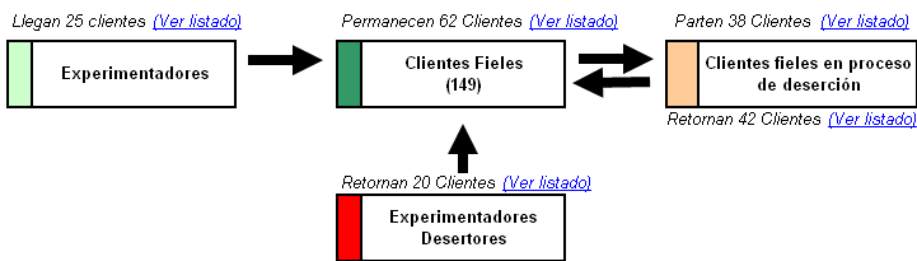 Llegan 25 clientes (Ver listado)
Permanecen 62 Clientes (Ver listado)
Parten 38 Clientes (Ver listado)
Experimentadores
Clientes Fieles
(149)
Clientes fieles en proceso
de deserción
Retornan 42 Clientes (Ver listado)
Retornan 20 Clientes (Ver listado)
Experimentadores
Desertores